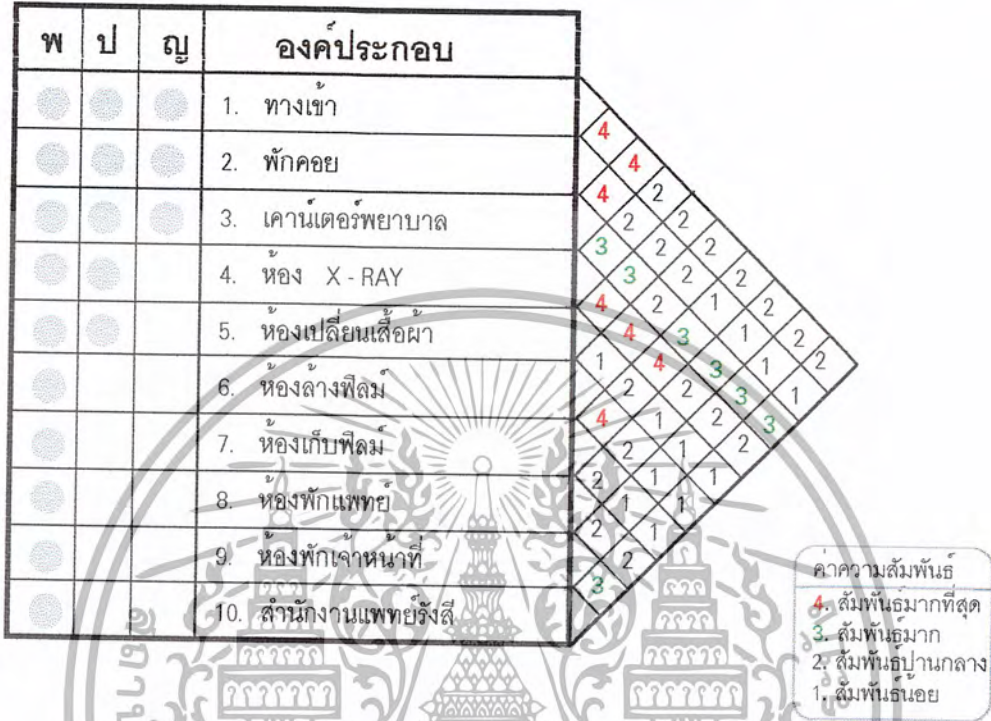 พ ป ญ องค์ประกอบ
1. ทางเข้า
2. พักคอย
3. เคาน์เตอร์พยาบาล
4. ห้อง X - RAY
5. ห้องเปลี่ยนเสื้อผ้า
6. ห้องล้างฟิลม์
7. ห้องเก็บฟิลม์
8. ห้องพักแพทย์
9. ห้องพักเจ้าหน้าที่
10. สำนักงานแพทย์รังสี
4
4
4 2
2 2
3 2 2
3 2 2
4 2 1 2
4 3 1 2
1 4 3 1 2
2 2 3 1
4 1 2 3
2 1 2
2 1 1
1 1
2 1
2
3
ค่าความสัมพันธ์
4. สัมพันธ์มากที่สุด
3. สัมพันธ์มาก
2. สัมพันธ์ปานกลาง
1. สัมพันธ์น้อย